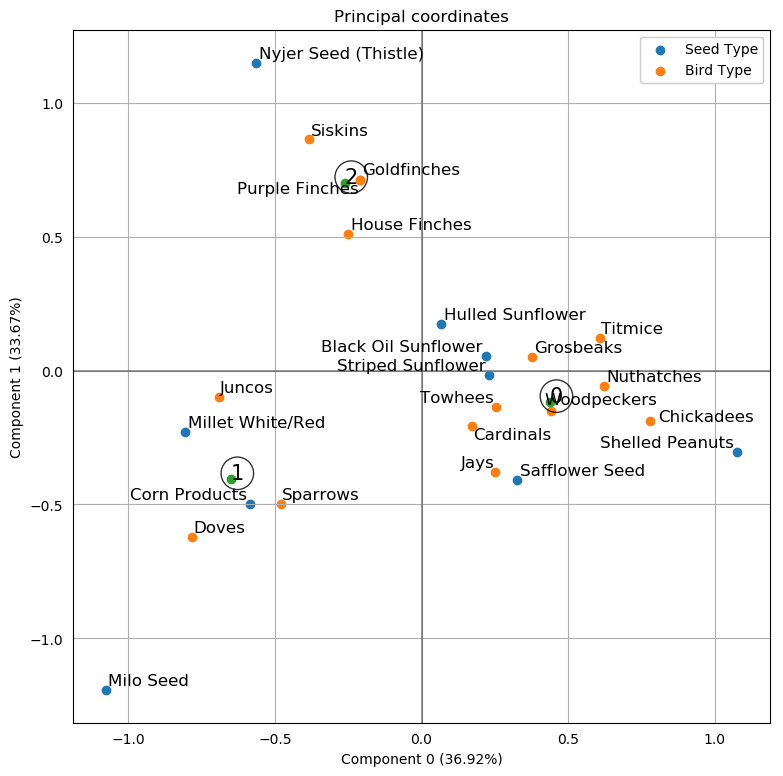 Principal coordinates
Seed Type
Bird Type
Nyjer Seed (Thistle)
1.0
Siskins
Goldfinches
2
Purple Finches
House Finches
0.5
Hulled Sunflower
Titmice
Black Oil Sunflower
Grosbeaks
Striped Sunflower
0.0
Nuthatches
Juncos
Towhees
0
Woodpeckers
Millet White/Red
Chickadees
Cardinals
Shelled Peanuts
1
Jays
Safflower Seed
Corn Products
Sparrows
−0.5
Doves
−1.0
Milo Seed
Component 1 (33.67%)
−1.0
−0.5
0.0
0.5
1.0
Component 0 (36.92%)